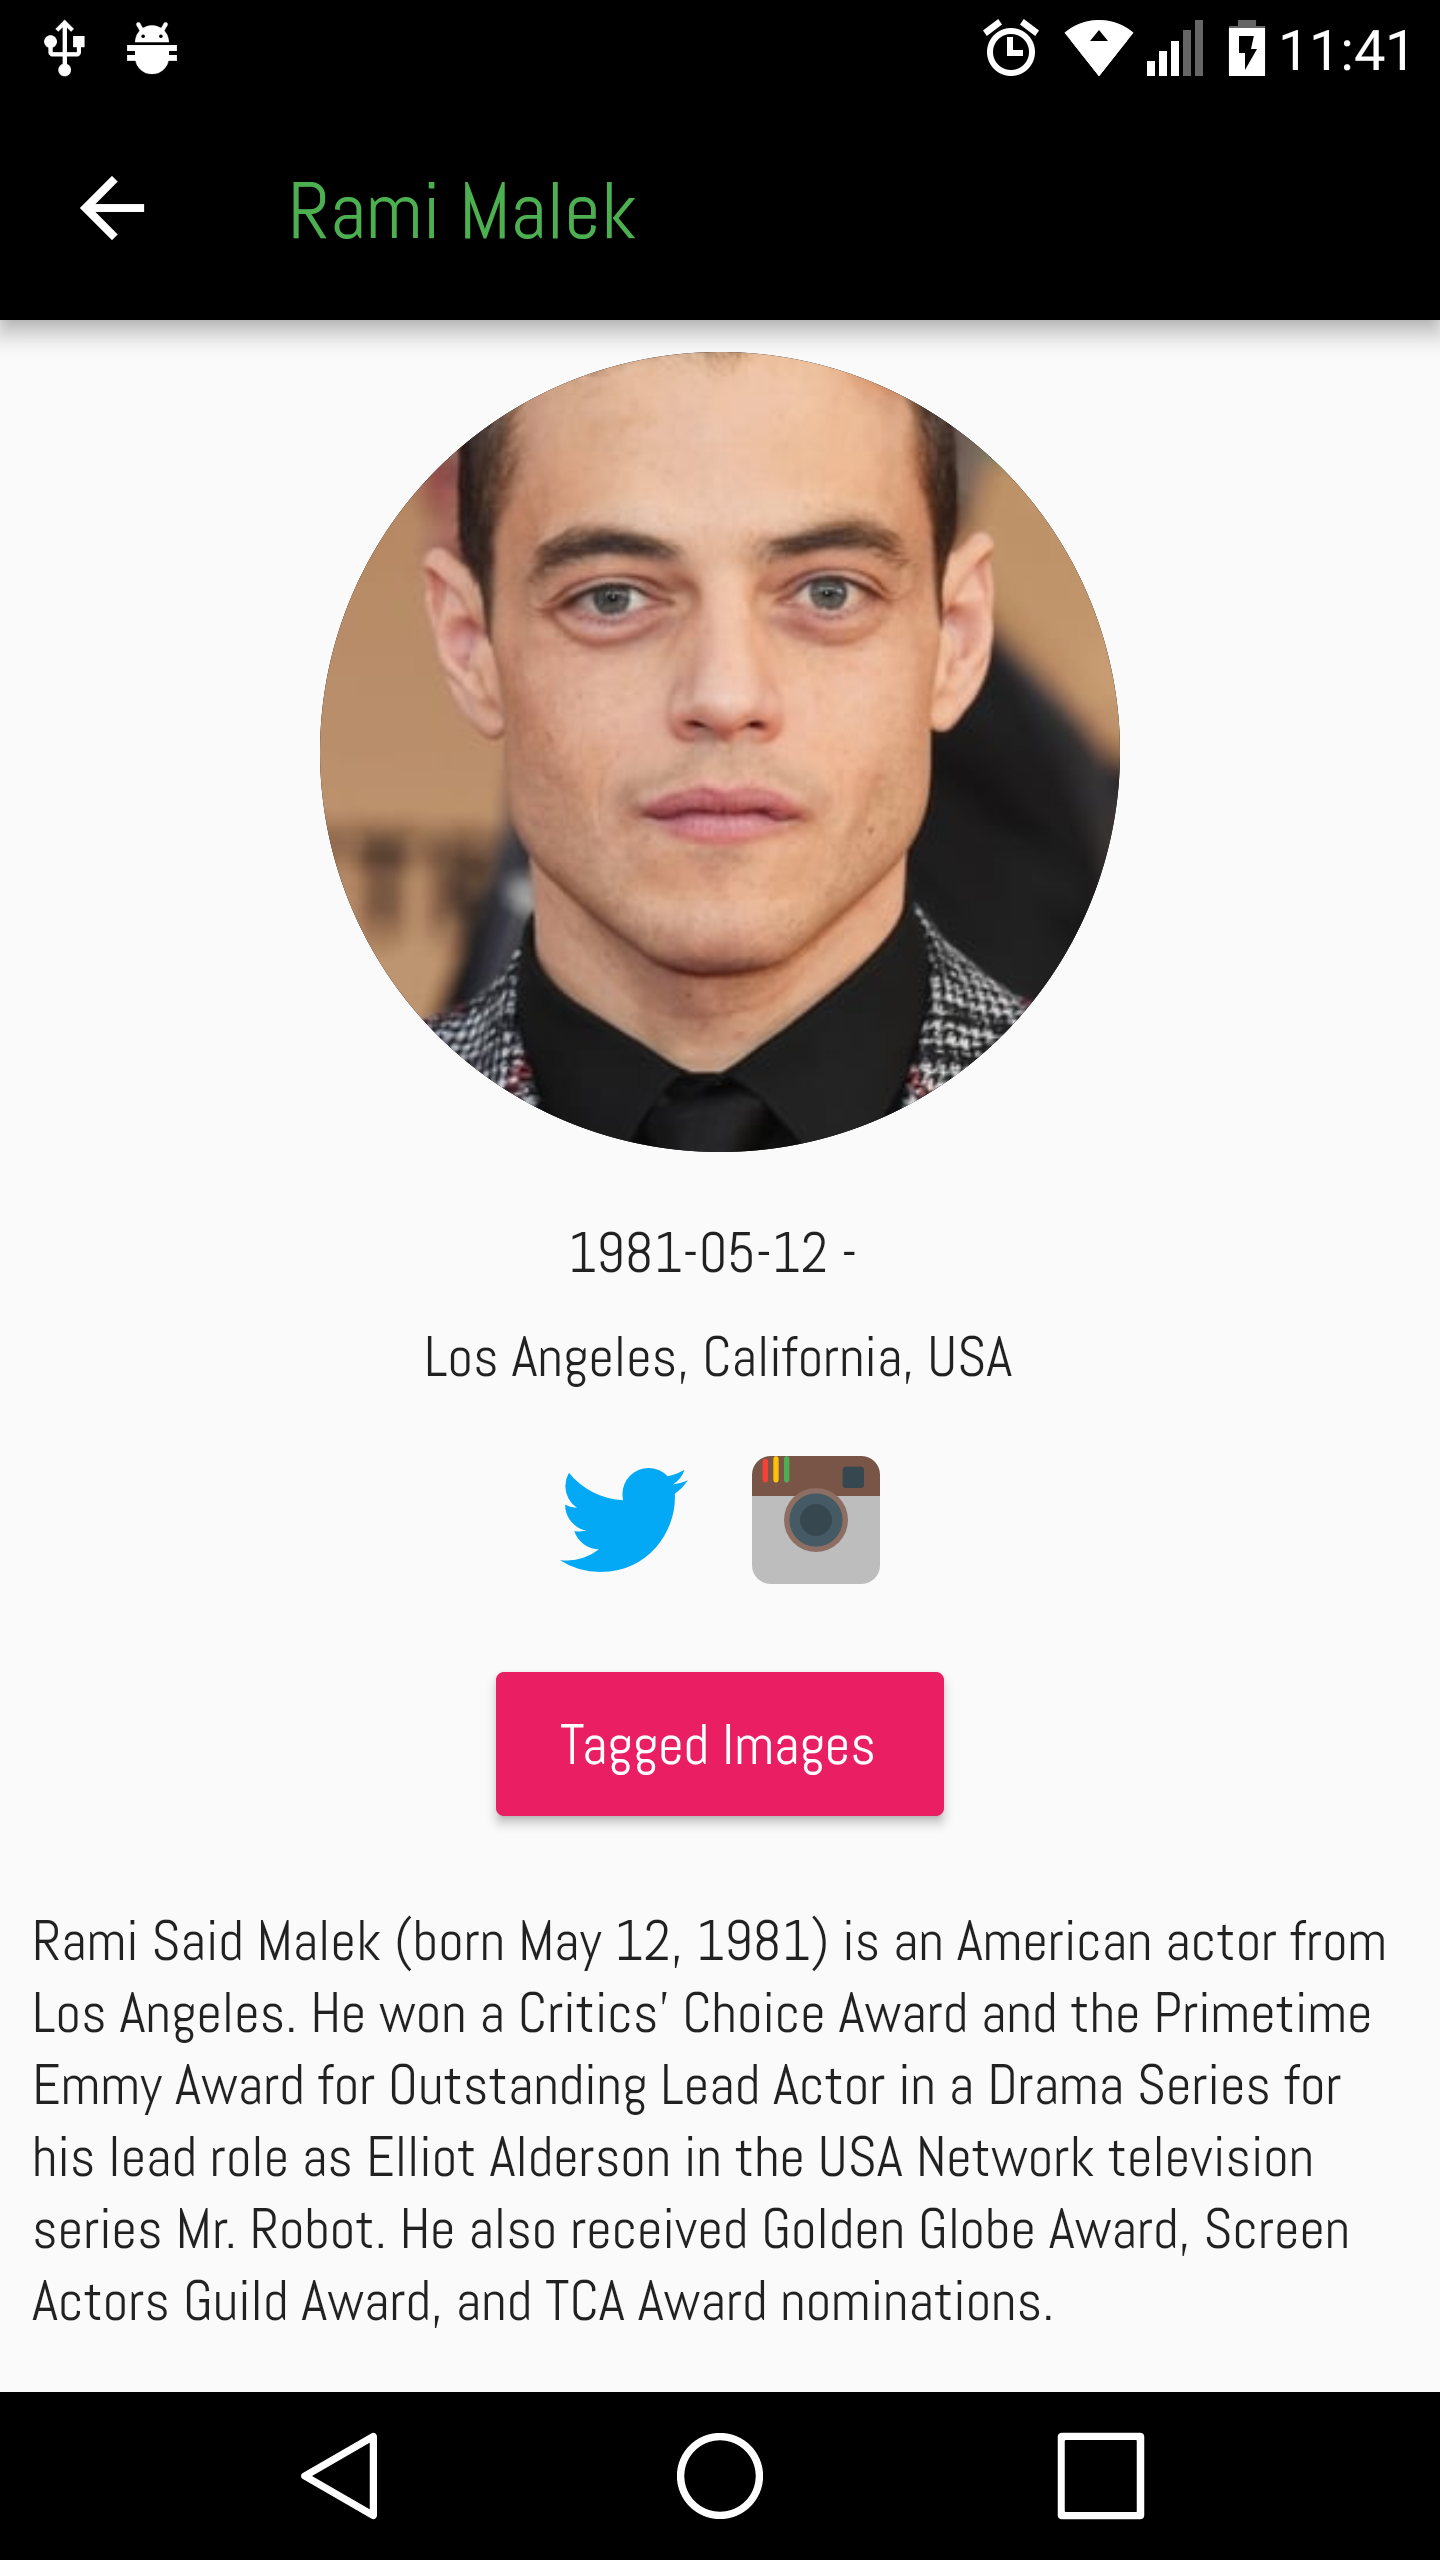 11:41
Rami Malek
1981-05-12 -
Los Angeles, California, USA
Tagged Images
Rami Said Malek (born May 12, 1981) is an American actor from
Los Angeles. He won a Critics’ Choice Award and the Primetime
Emmy Award for Outstanding Lead Actor in a Drama Series for
his lead role as Elliot Alderson in the USA Network television
series Mr. Robot. He also received Golden Globe Award, Screen
Actors Guild Award, and TCA Award nominations.